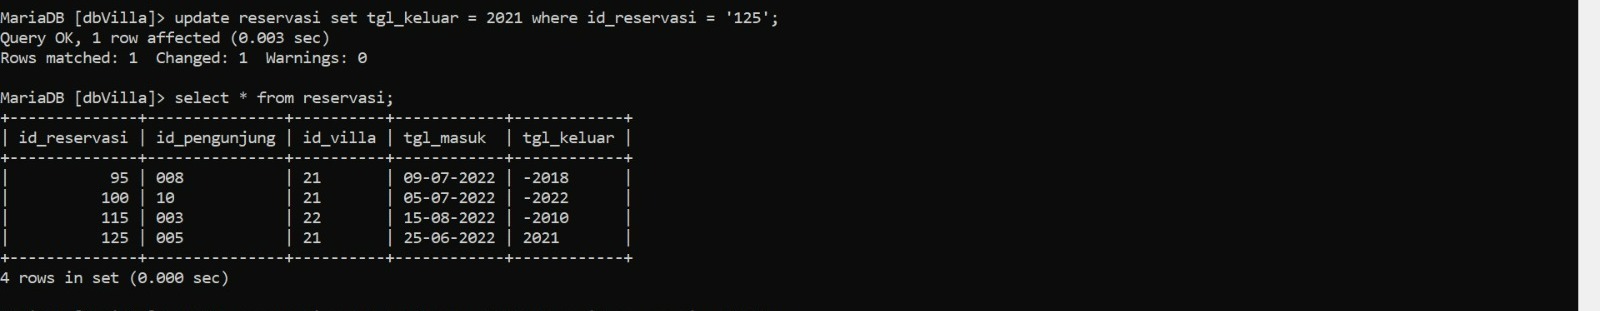 MariaDB [dbVilla]> update reservasi set tgl_keluar = 2021 where id_reservasi = '125';
Query OK, 1 row affected (0.003 sec)
Rows matched: 1  Changed: 1  Warnings: 0
MariaDB [dbVilla]> select * from reservasi;
+--------------+---------------+----------+------------+------------+
| id_reservasi | id_pengunjung | id_villa | tgl_masuk  | tgl_keluar |
+--------------+---------------+----------+------------+------------+
|           95 | 008           | 21       | 09-07-2022 | -2018      |
|          100 | 10            | 21       | 05-07-2022 | -2022      |
|          115 | 003           | 22       | 15-08-2022 | -2010      |
|          125 | 005           | 21       | 25-06-2022 | 2021       |
+--------------+---------------+----------+------------+------------+
4 rows in set (0.000 sec)